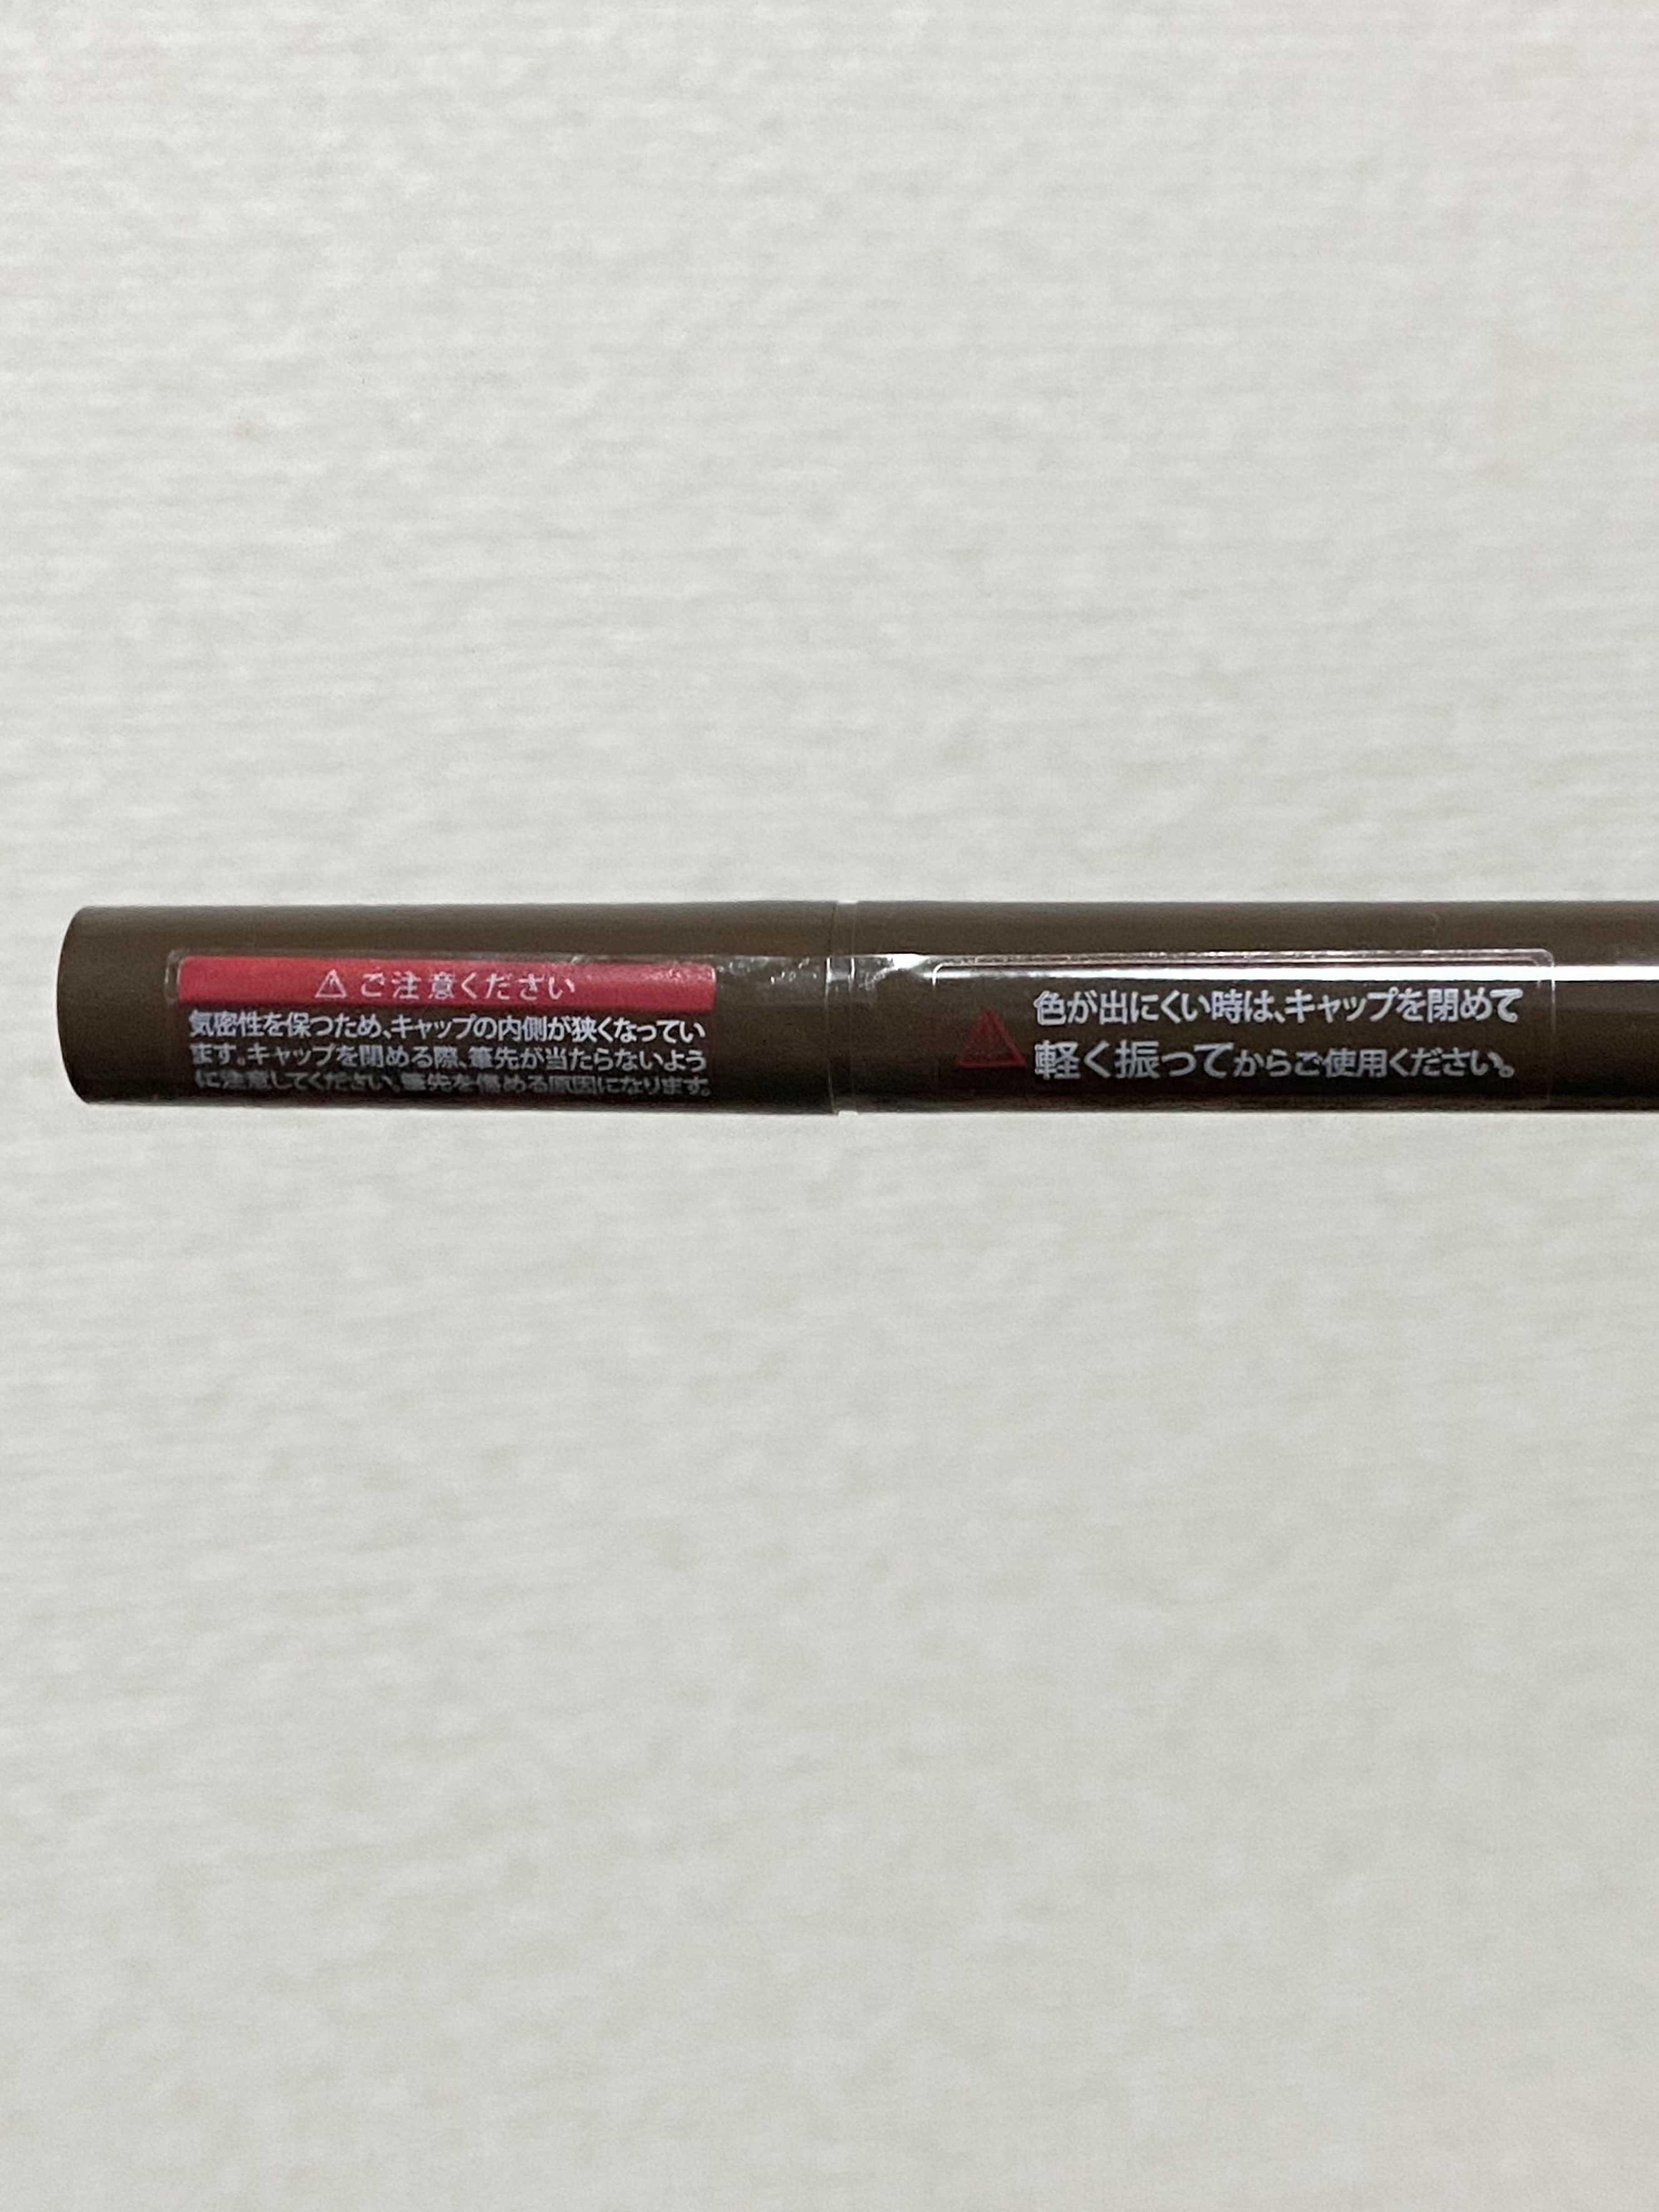 ご注意ください
気密性を保つため、キャップの内側が狭くなってい
ます。キャップを閉める際、筆先が当たらないよう
に注意してください。筆先を傷める原因になります。
色が出にくい時は、キャップを閉めて
軽く振ってからご使用ください。